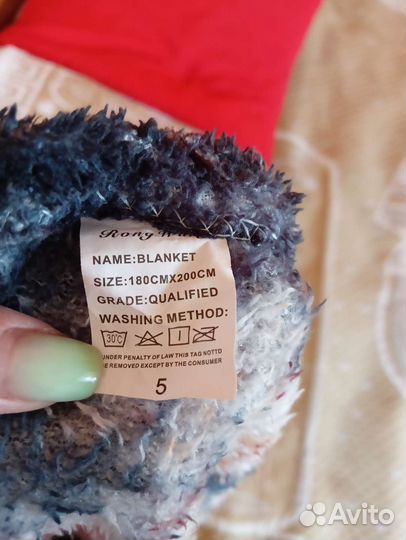 Rony
NAME:BLANKET
SIZE:180CMX200CM
GRADE:QUALIFIED
WASHING METHOD:
30℃
UNDER PENALTY OF LAW THIS TAG NOTTO
BE REMOVED EXCEPT BY THE CONSUMER
5
Avito